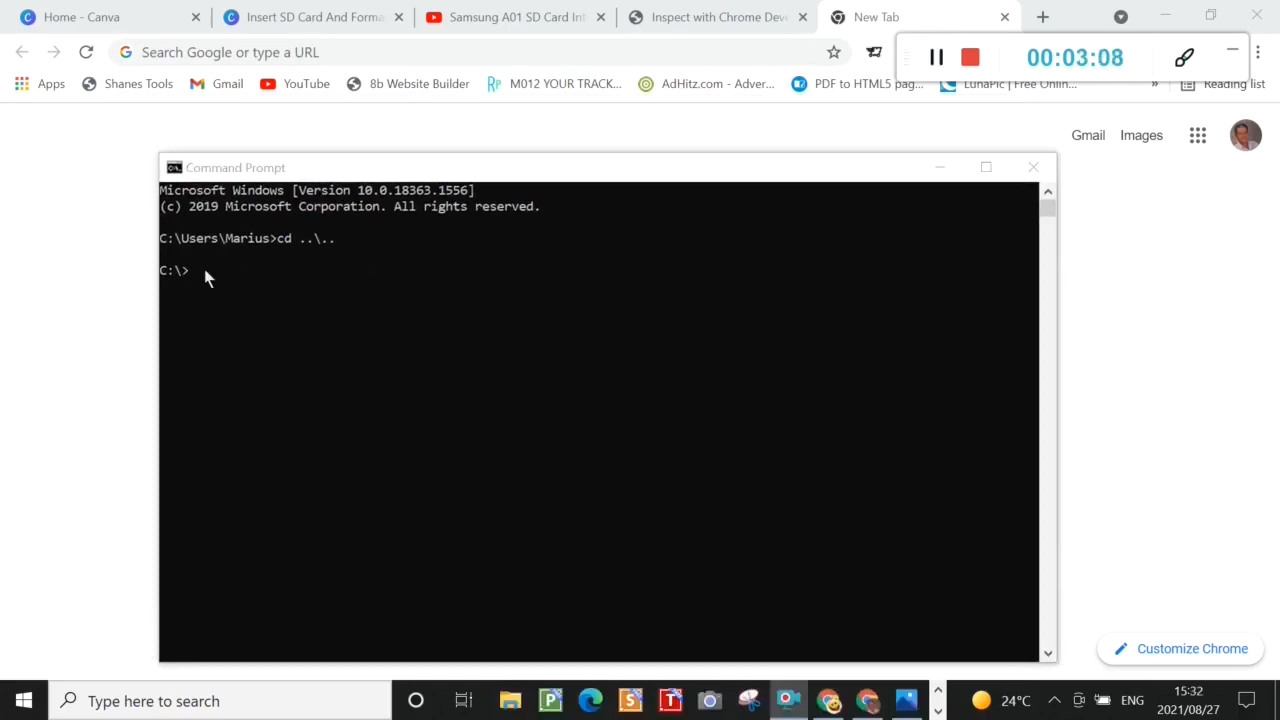 Home - Canva
Insert SD Card And Forma
Samsung A01 SD Card Int
Inspect with Chrome Dev
New Tab
Search Google or type a URL
00:03:08
Apps
Shanes Tools
Gmail
YouTube
8b Website Builder
M012 YOUR TRACK...
AdHitz.com - Adver...
PDF to HTML5 pag...
LunaPic | Free Onlin...
»
Reading list
Gmail Images
Command Prompt
Microsoft Windows [Version 10.0.18363.1556]
(c) 2019 Microsoft Corporation. All rights reserved.
C:\Users\Marius>cd ..\..
C:\>
Customize Chrome
Type here to search
24°C
ENG
15:32
2021/08/27